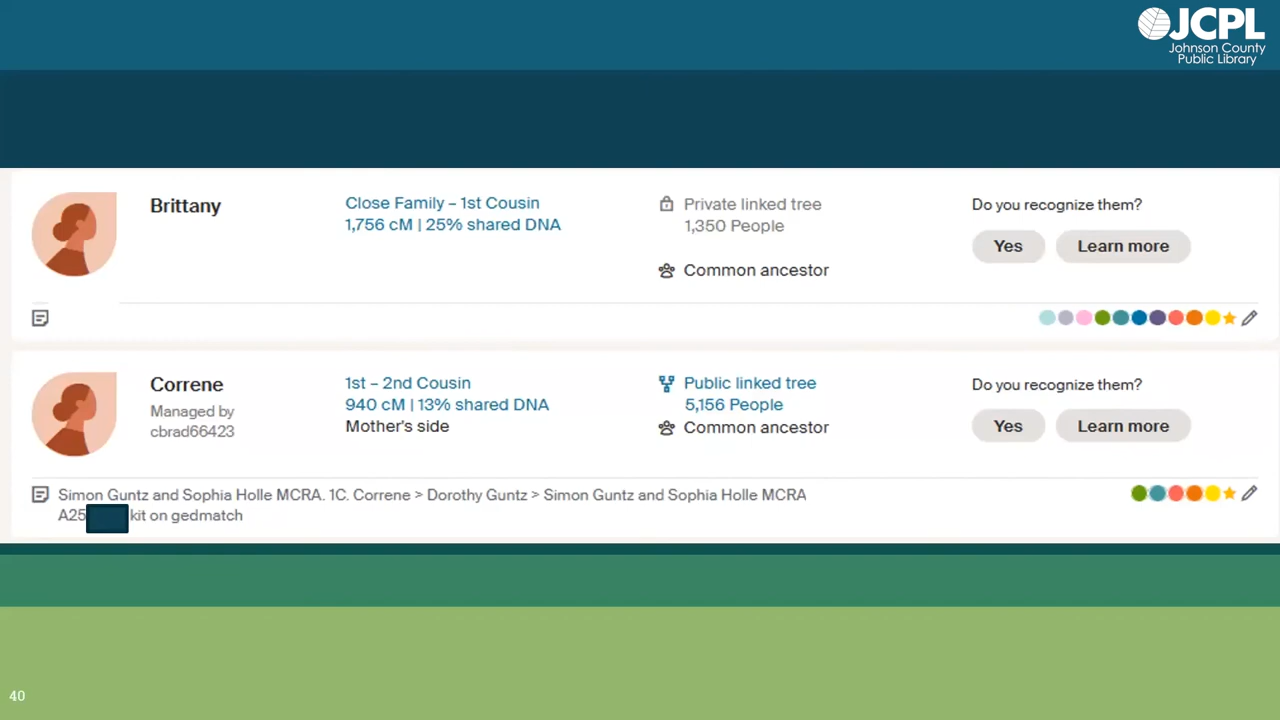 JCPL
Johnson County
Public Library
Brittany
Close Family – 1st Cousin
1,756 cM | 25% shared DNA
Private linked tree
1,350 People
Common ancestor
Do you recognize them?
Yes
Learn more
Correne
Managed by
cbrad66423
1st – 2nd Cousin
940 cM | 13% shared DNA
Mother's side
Public linked tree
5,156 People
Common ancestor
Do you recognize them?
Yes
Learn more
Simon Guntz and Sophia Holle MCRA. 1C. Correne > Dorothy Guntz > Simon Guntz and Sophia Holle MCRA
A25 kit on gedmatch
40